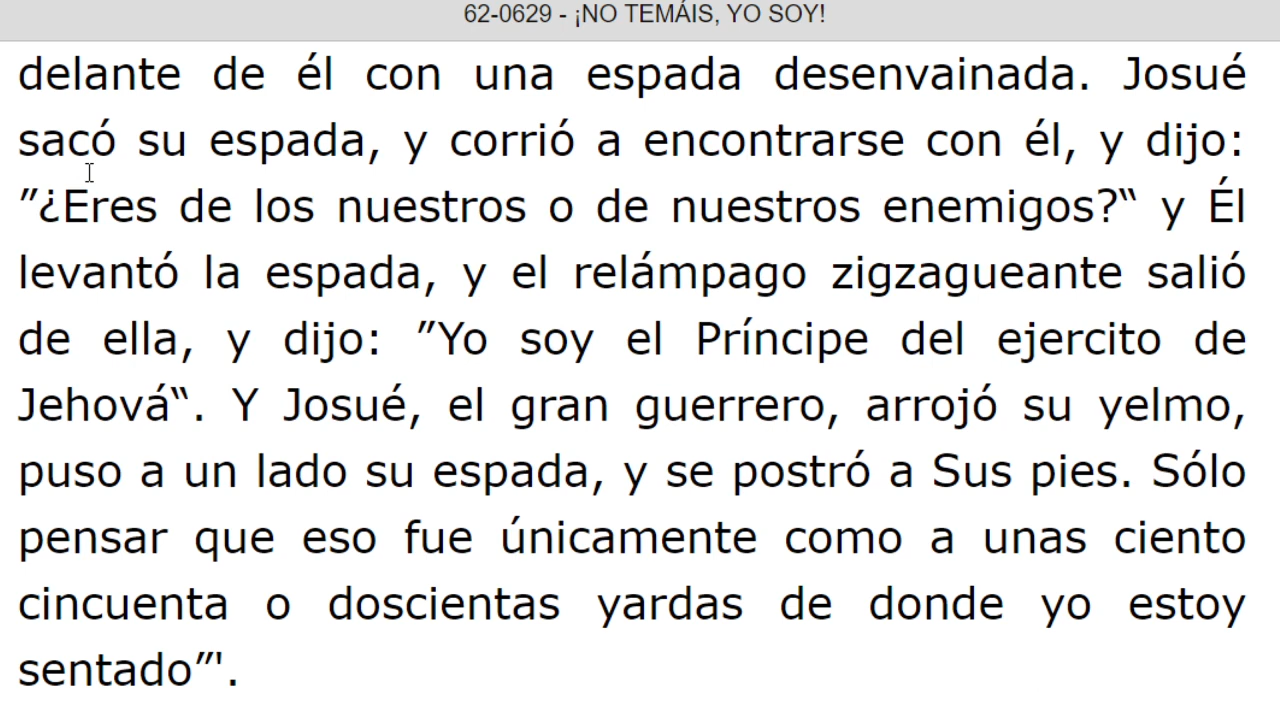 62-0629 - ¡NO TEMÁIS, YO SOY!
delante de él con una espada desenvainada. Josué
sacó su espada, y corrió a encontrarse con él, y dijo:
”¿Eres de los nuestros o de nuestros enemigos?“ y Él
levantó la espada, y el relámpago zigzagueante salió
de ella, y dijo: ”Yo soy el Príncipe del ejercito de
Jehová“. Y Josué, el gran guerrero, arrojó su yelmo,
puso a un lado su espada, y se postró a Sus pies. Sólo
pensar que eso fue únicamente como a unas ciento
cincuenta o doscientas yardas de donde yo estoy
sentado”'.